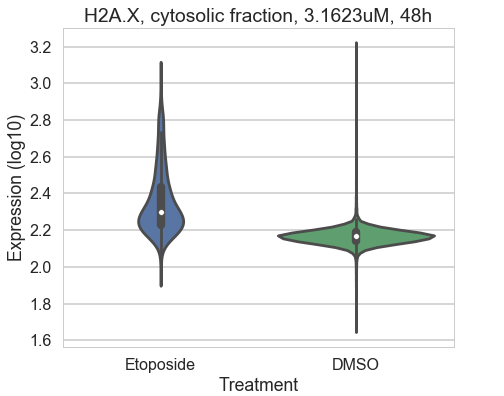 H2A.X, cytosolic fraction, 3.1623uM, 48h
3.2
3.0
2.8
2.6
2.4
2.2
2.0
1.8
1.6
Expression (log10)
Etoposide
DMSO
Treatment